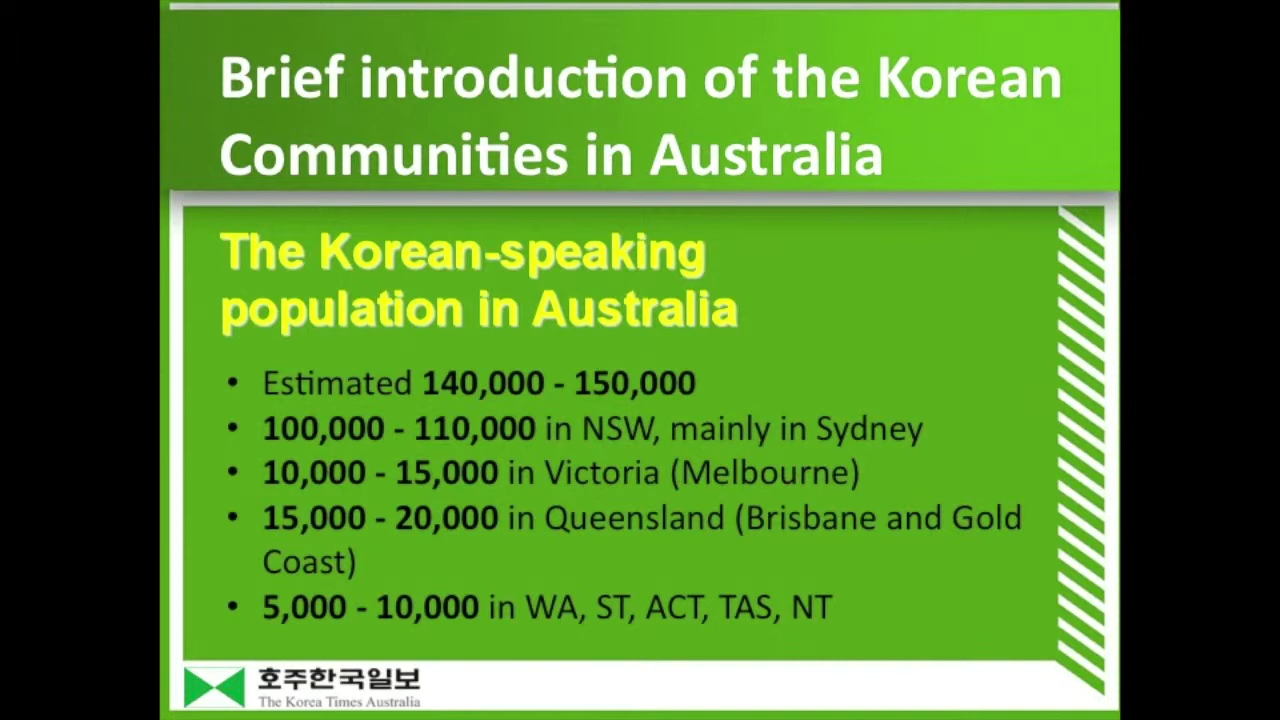 Brief introduction of the Korean
Communities in Australia
The Korean-speaking
population in Australia
• Estimated 140,000 - 150,000
• 100,000 - 110,000 in NSW, mainly in Sydney
• 10,000 - 15,000 in Victoria (Melbourne)
• 15,000 - 20,000 in Queensland (Brisbane and Gold
Coast)
• 5,000 - 10,000 in WA, ST, ACT, TAS, NT
호주한국일보
The Korea Times Australia